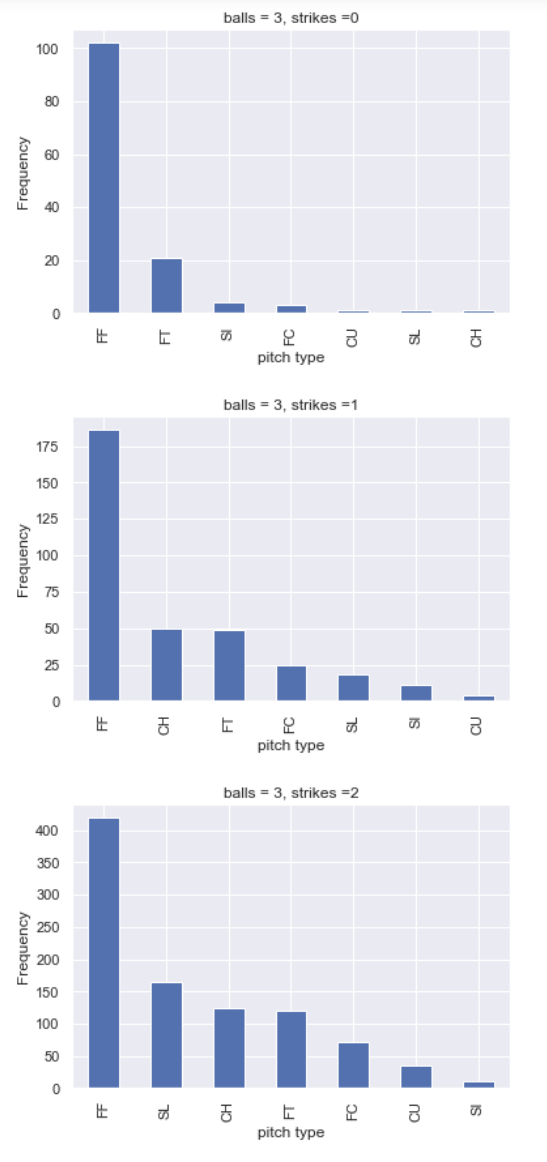 balls = 3, strikes =0
100
80
60
40
20
0
Frequency
FF FT SI FC CU SL CH
pitch type
balls = 3, strikes =1
175
150
125
100
75
50
25
0
Frequency
FF CH FT FC SL SI CU
pitch type
balls = 3, strikes =2
400
350
300
250
200
150
100
50
0
Frequency
FF SL CH FT FC CU SI
pitch type